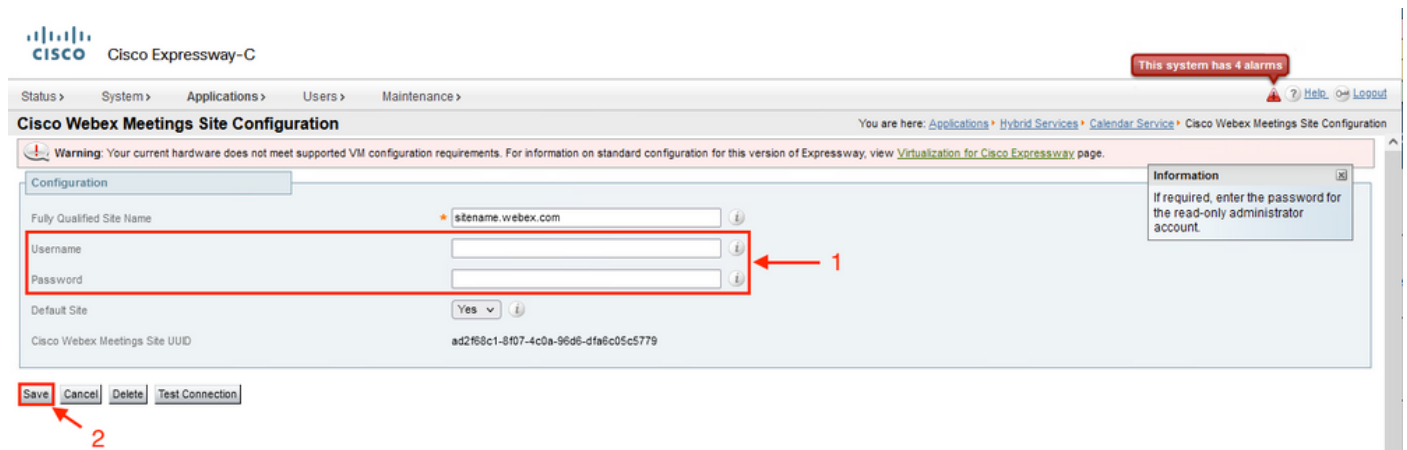 CISCO Cisco Expressway-C
This system has 4 alarms
Status > System > Applications > Users > Maintenance > Help Logout
Cisco Webex Meetings Site Configuration You are here: Applications Hybrid Services Calendar Service Cisco Webex Meetings Site Configuration
Warning: Your current hardware does not meet supported VM configuration requirements. For information on standard configuration for this version of Expressway, view Virtualization for Cisco Expressway page.
Information
If required, enter the password for
the read-only administrator
account.
Configuration
Fully Qualified Site Name sitename.webex.com
Username
Password
1
Default Site Yes
Cisco Webex Meetings Site UUID ad2f68c1-8f07-4c0a-96d6-dfa6c05c5779
Save Cancel Delete Test Connection
2